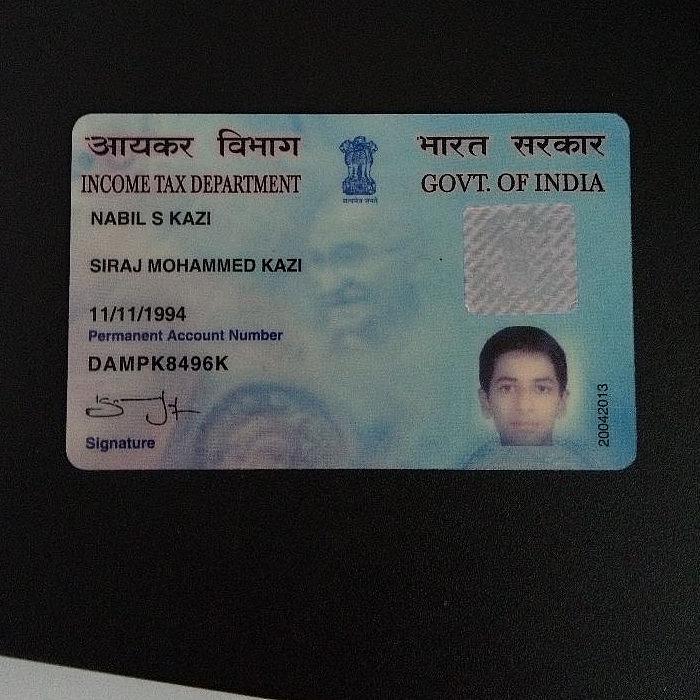 आयकर विभाग
भारत सरकार
INCOME TAX DEPARTMENT
GOVT. OF INDIA
सत्यमेव जयते
NABIL S KAZI
SIRAJ MOHAMMED KAZI
11/11/1994
Permanent Account Number
DAMPK8496K
Signature
20042013